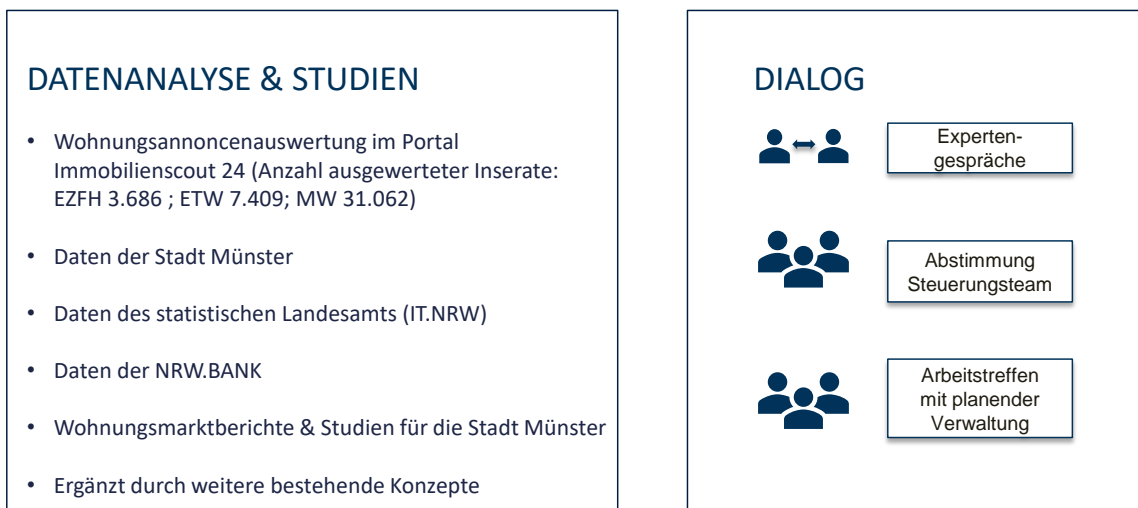 DATENANALYSE & STUDIEN
• Wohnungsannoncenauswertung im Portal
Immobilienscout 24 (Anzahl ausgewerteter Inserate:
EZFH 3.686 ; ETW 7.409; MW 31.062)
• Daten der Stadt Münster
• Daten des statistischen Landesamts (IT.NRW)
• Daten der NRW.BANK
• Wohnungsmarktberichte & Studien für die Stadt Münster
• Ergänzt durch weitere bestehende Konzepte
DIALOG
Experten-
gespräche
Abstimmung
Steuerungsteam
Arbeitstreffen
mit planender
Verwaltung